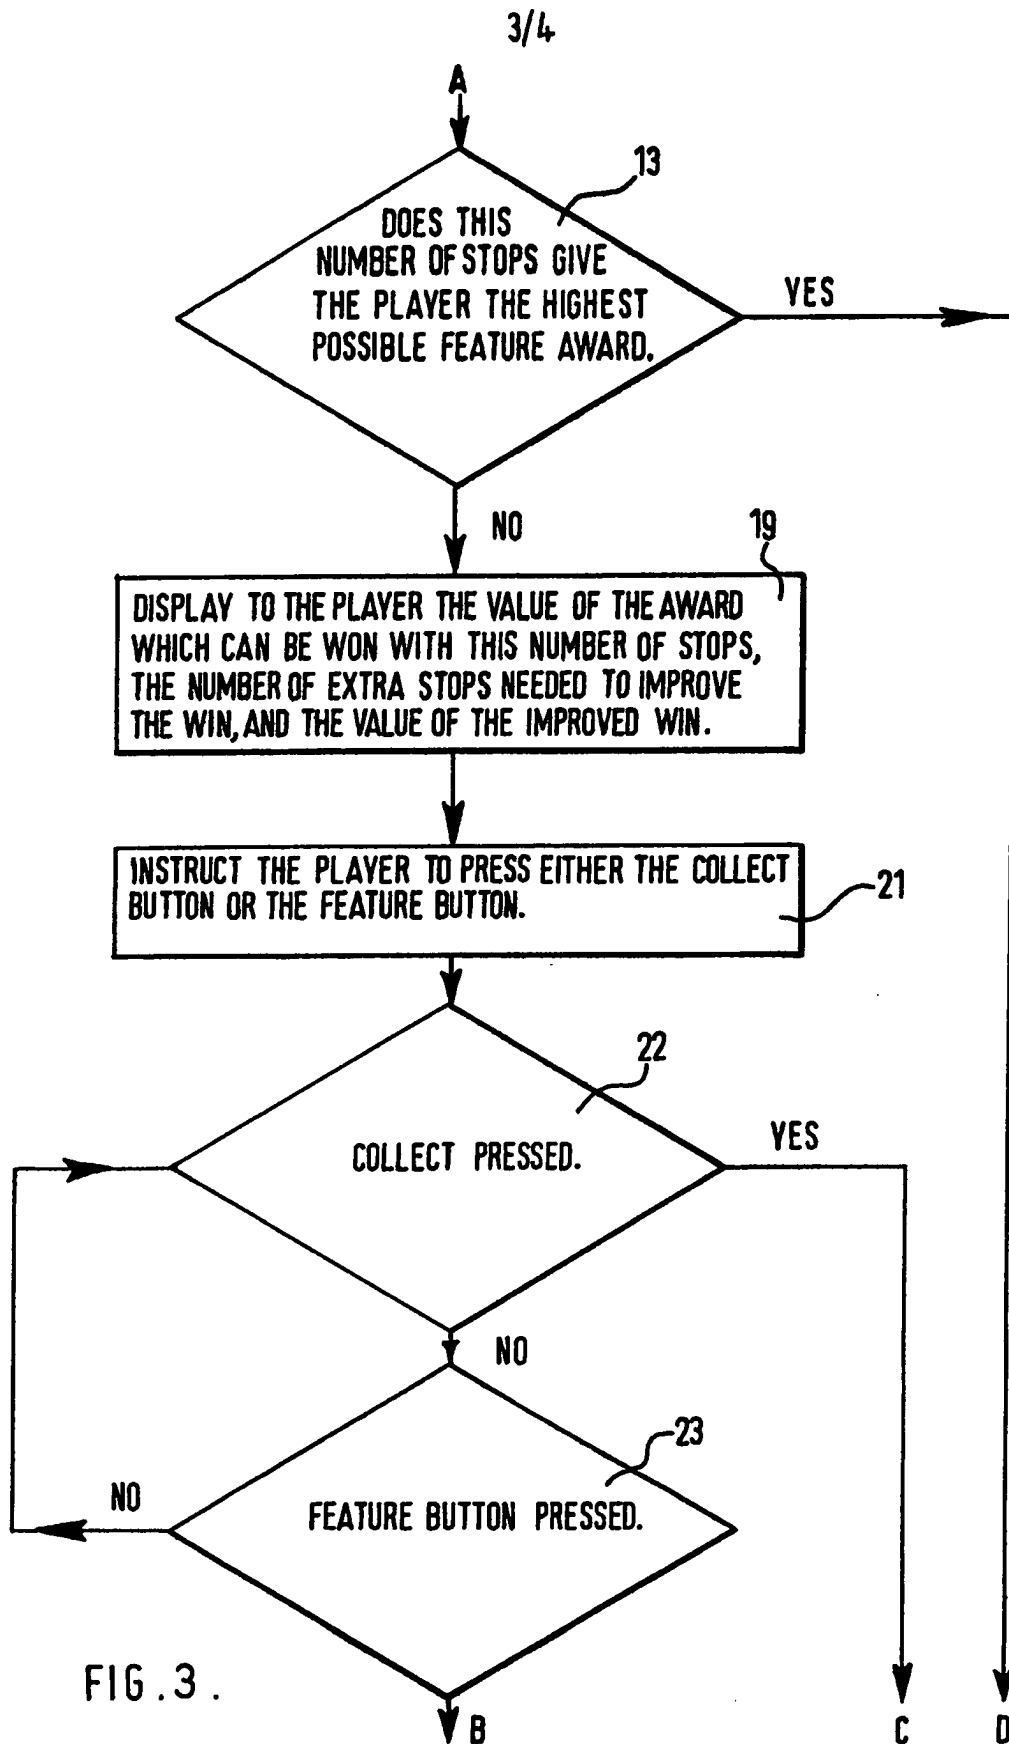 3/4
A
13
DOES THIS
NUMBER OF STOPS GIVE
THE PLAYER THE HIGHEST
POSSIBLE FEATURE AWARD.
YES
NO
19
DISPLAY TO THE PLAYER THE VALUE OF THE AWARD
WHICH CAN BE WON WITH THIS NUMBER OF STOPS,
THE NUMBER OF EXTRA STOPS NEEDED TO IMPROVE
THE WIN, AND THE VALUE OF THE IMPROVED WIN.
INSTRUCT THE PLAYER TO PRESS EITHER THE COLLECT
BUTTON OR THE FEATURE BUTTON.
21
22
COLLECT PRESSED.
YES
NO
23
FEATURE BUTTON PRESSED.
NO
FIG.3.
B
C
D